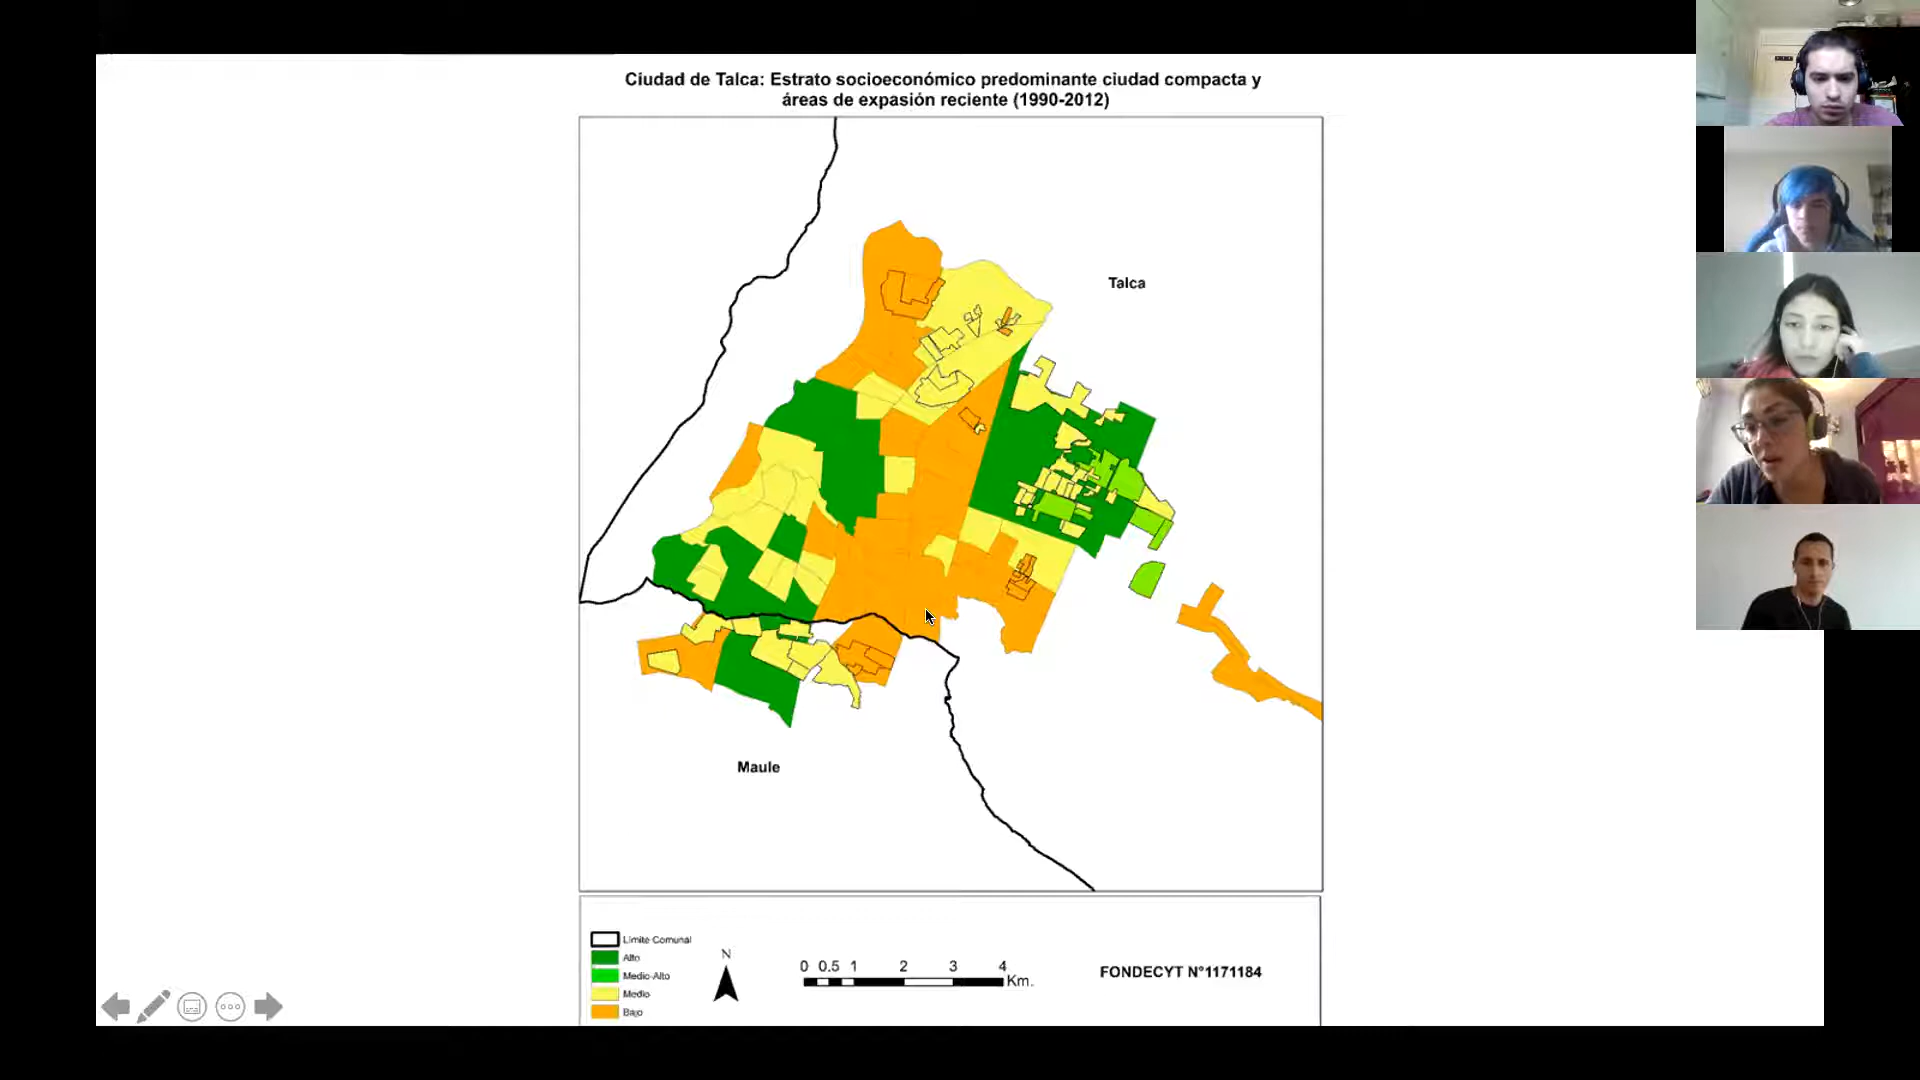 Ciudad de Talca: Estrato socioeconómico predominante ciudad compacta y
áreas de expasión reciente (1990-2012)
Talca
Maule
Límite Comunal
Alto
Medio-Alto
Medio
Bajo
N
0 0.5 1 2 3 4
Km.
FONDECYT N°1171184